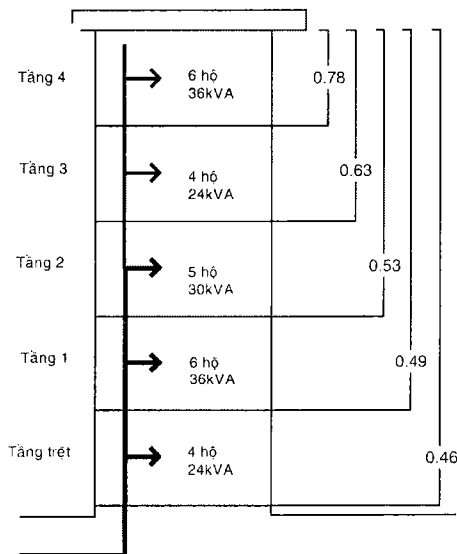 Tầng 4
6 hộ
36kVA
0.78
Tầng 3
4 hộ
24kVA
0.63
Tầng 2
5 hộ
30kVA
0.53
Tầng 1
6 hộ
36kVA
0.49
Tầng trệt
4 hộ
24kVA
0.46